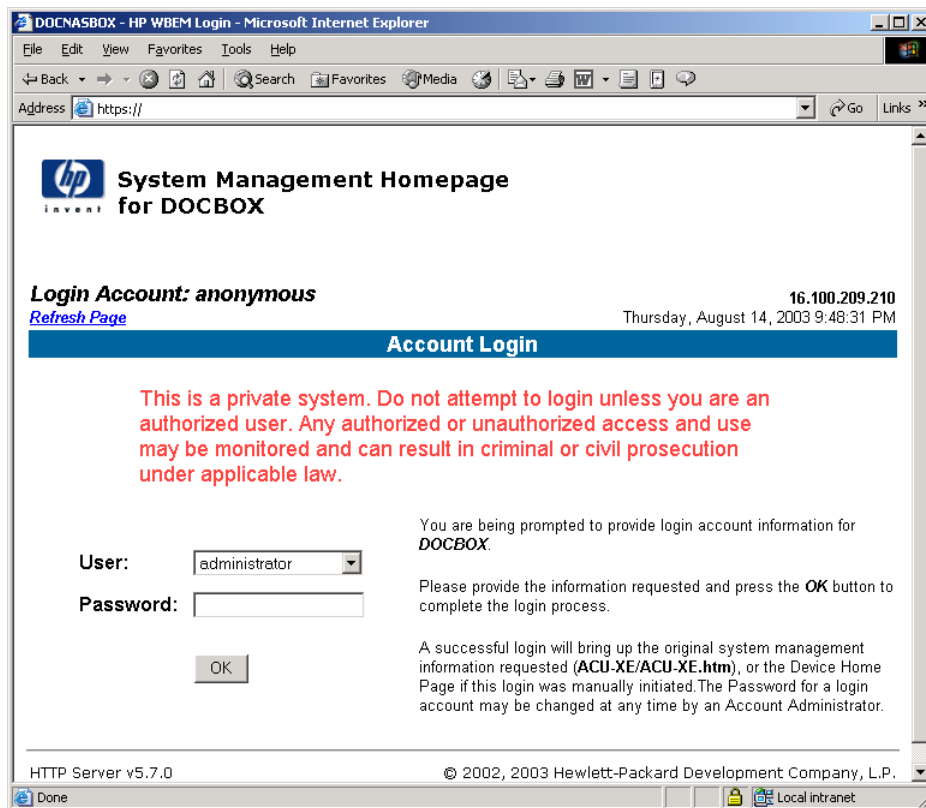 DOCNASBOX - HP WBEM Login - Microsoft Internet Explorer
File Edit View Favorites Tools Help
Back Search Favorites Media
Address https:// Go Links »
hp
invent
System Management Homepage
for DOCBOX
Login Account: anonymous
16.100.209.210
Refresh Page
Thursday, August 14, 2003 9:48:31 PM
Account Login
This is a private system. Do not attempt to login unless you are an
authorized user. Any authorized or unauthorized access and use
may be monitored and can result in criminal or civil prosecution
under applicable law.
User: administrator
Password:
OK
You are being prompted to provide login account information for
DOCBOX.
Please provide the information requested and press the OK button to
complete the login process.
A successful login will bring up the original system management
information requested (ACU-XE/ACU-XE.htm), or the Device Home
Page if this login was manually initiated.The Password for a login
account may be changed at any time by an Account Administrator.
HTTP Server v5.7.0
© 2002, 2003 Hewlett-Packard Development Company, L.P.
Done
Local intranet